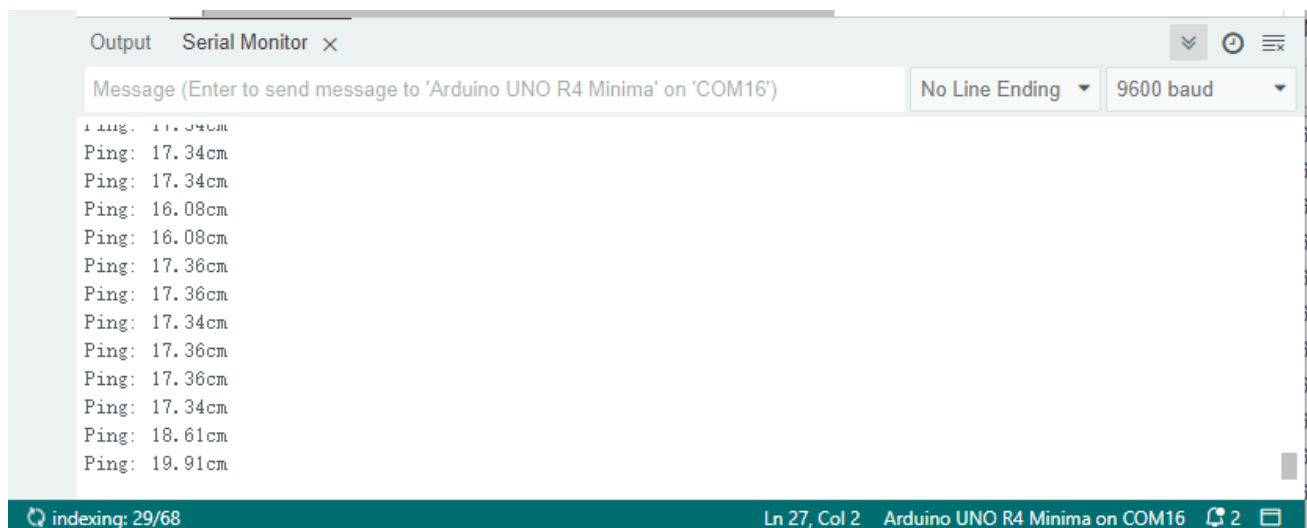 Output Serial Monitor ×
Message (Enter to send message to 'Arduino UNO R4 Minima' on 'COM16') No Line Ending 9600 baud
Ping: 17.34cm
Ping: 17.34cm
Ping: 17.34cm
Ping: 16.08cm
Ping: 16.08cm
Ping: 17.36cm
Ping: 17.36cm
Ping: 17.34cm
Ping: 17.36cm
Ping: 17.36cm
Ping: 17.34cm
Ping: 18.61cm
Ping: 19.91cm
indexing: 29/68 Ln 27, Col 2 Arduino UNO R4 Minima on COM16 2